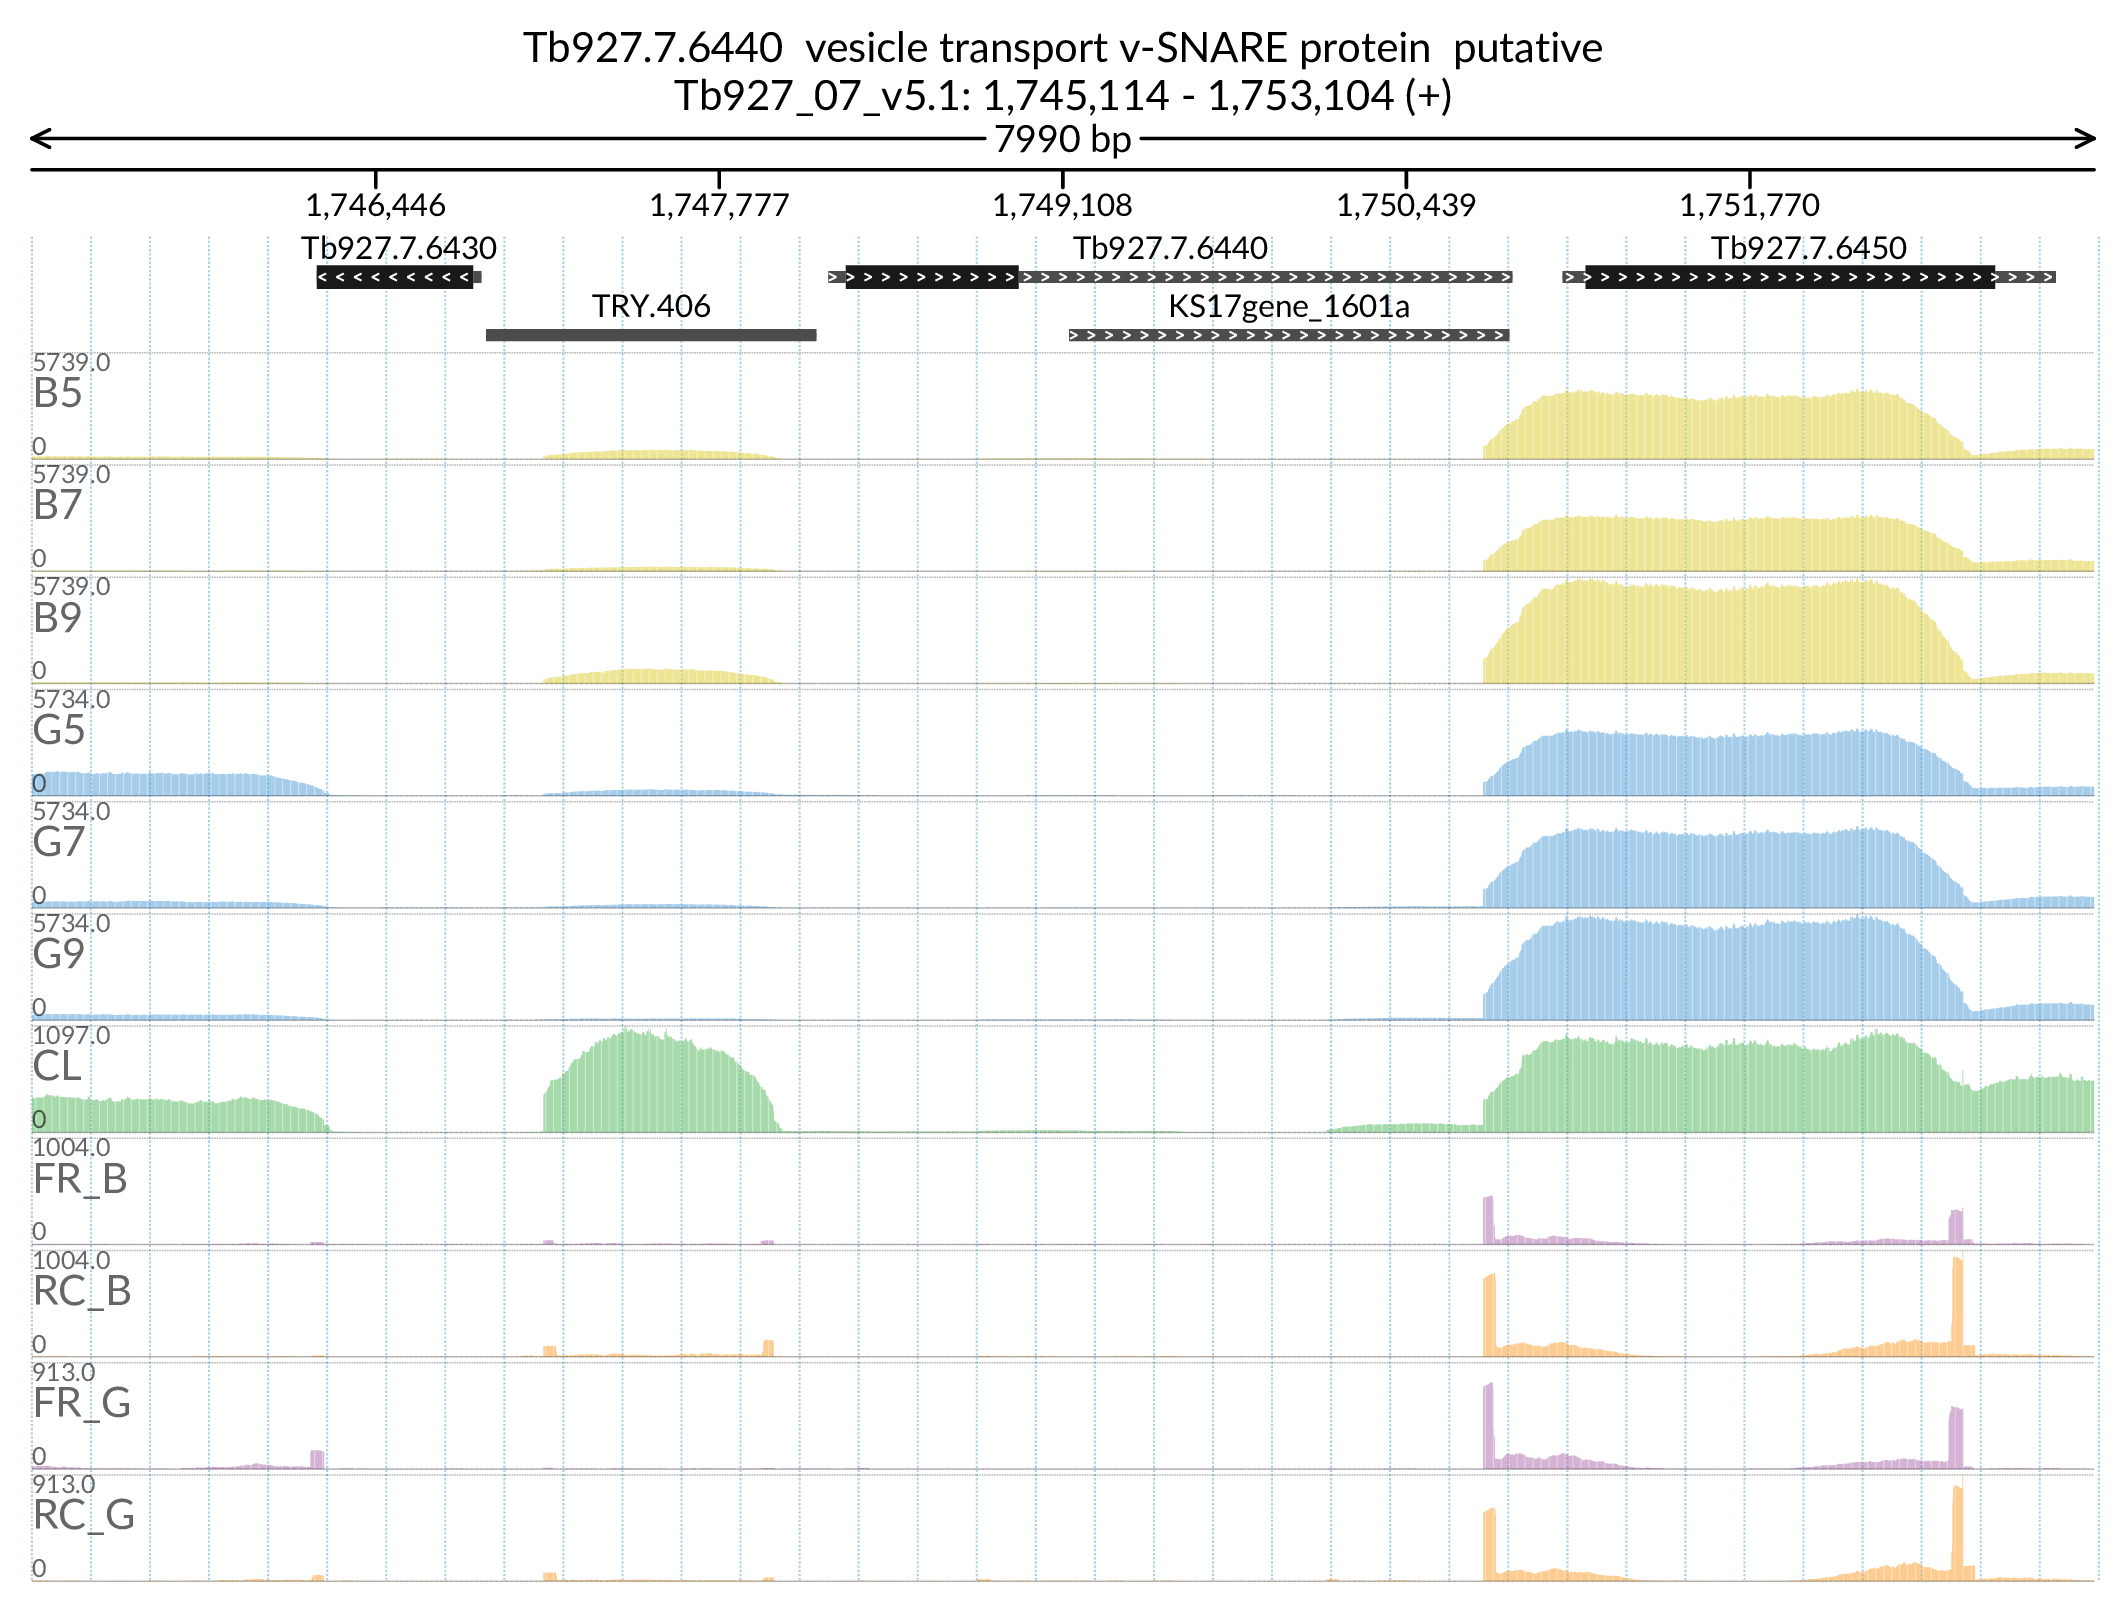 Tb927.7.6440 vesicle transport v-SNARE protein putative
Tb927_07_v5.1: 1,745,114 - 1,753,104 (+)
7990 bp
1,746,446 1,747,777 1,749,108 1,750,439 1,751,770
Tb927.7.6430 Tb927.7.6440 Tb927.7.6450
TRY.406 KS17gene_1601a
5739.0
B5
0
5739.0
B7
0
5739.0
B9
0
5734.0
G5
0
5734.0
G7
0
5734.0
G9
0
1097.0
CL
0
1004.0
FR_B
0
1004.0
RC_B
0
913.0
FR_G
0
913.0
RC_G
0